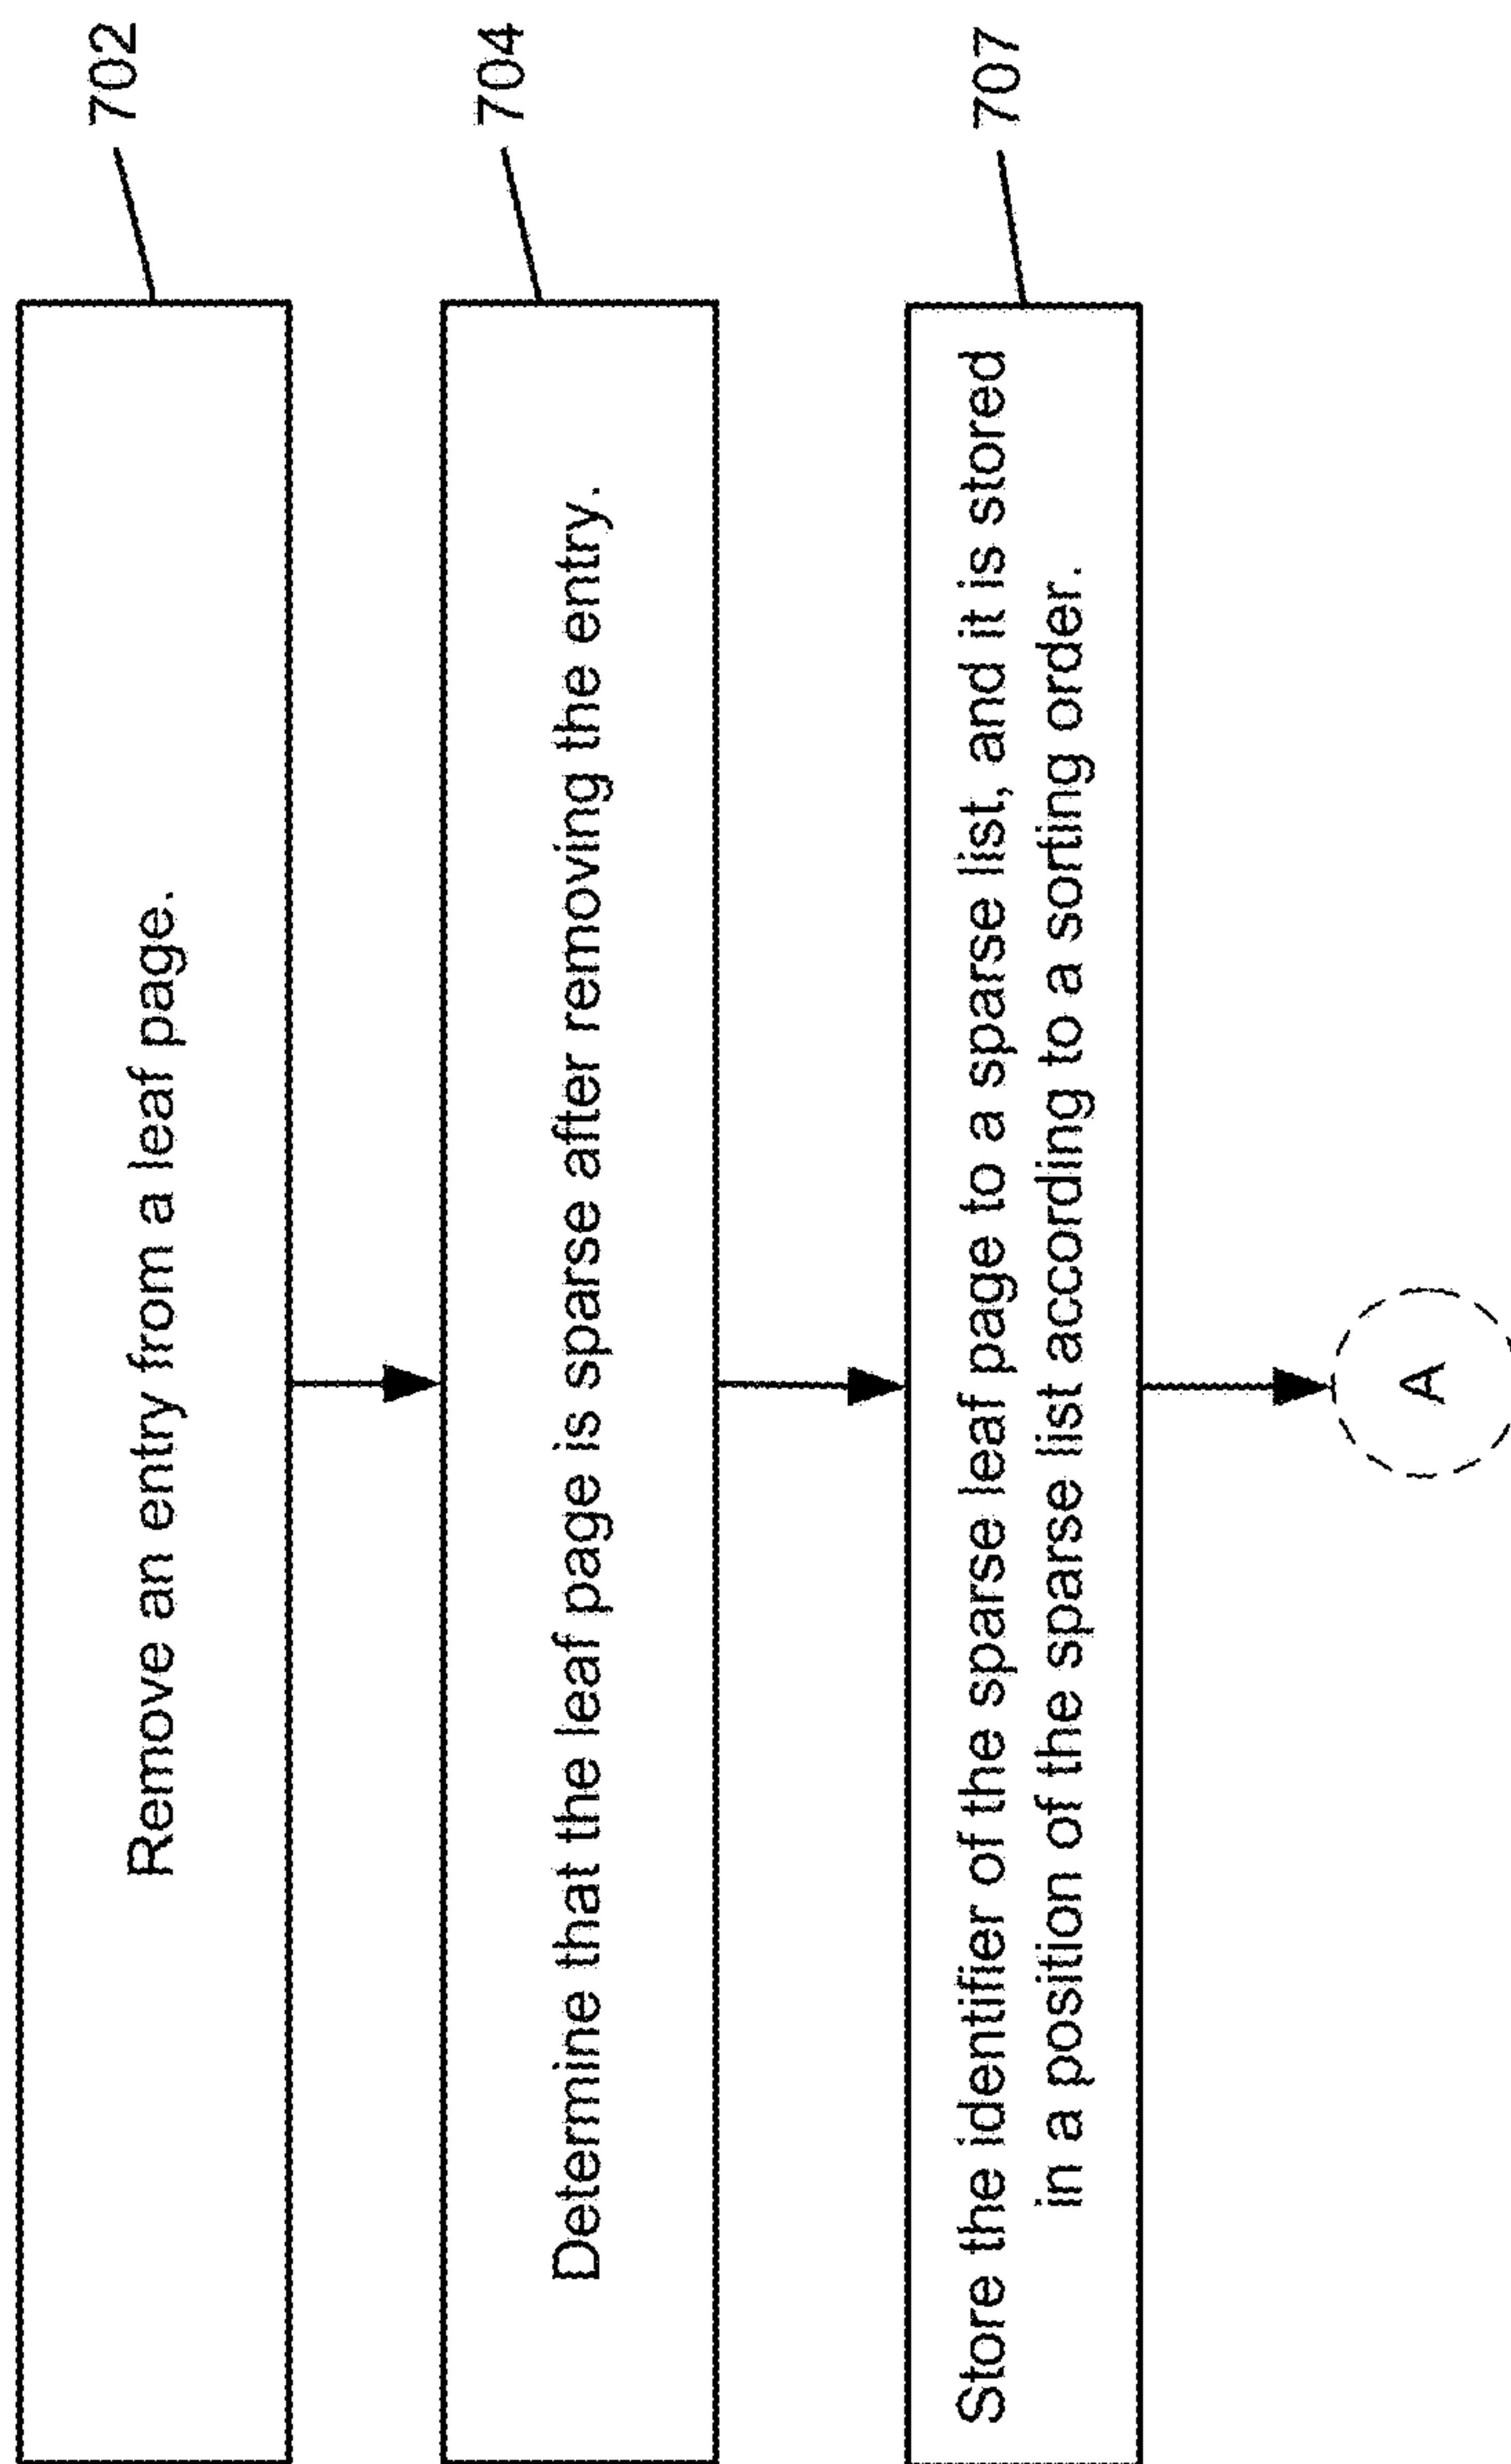 Remove an entry from a leaf page.
702
Determine that the leaf page is sparse after removing the entry.
704
Store the identifier of the sparse leaf page to a sparse list, and it is stored
in a position of the sparse list according to a sorting order.
707
A